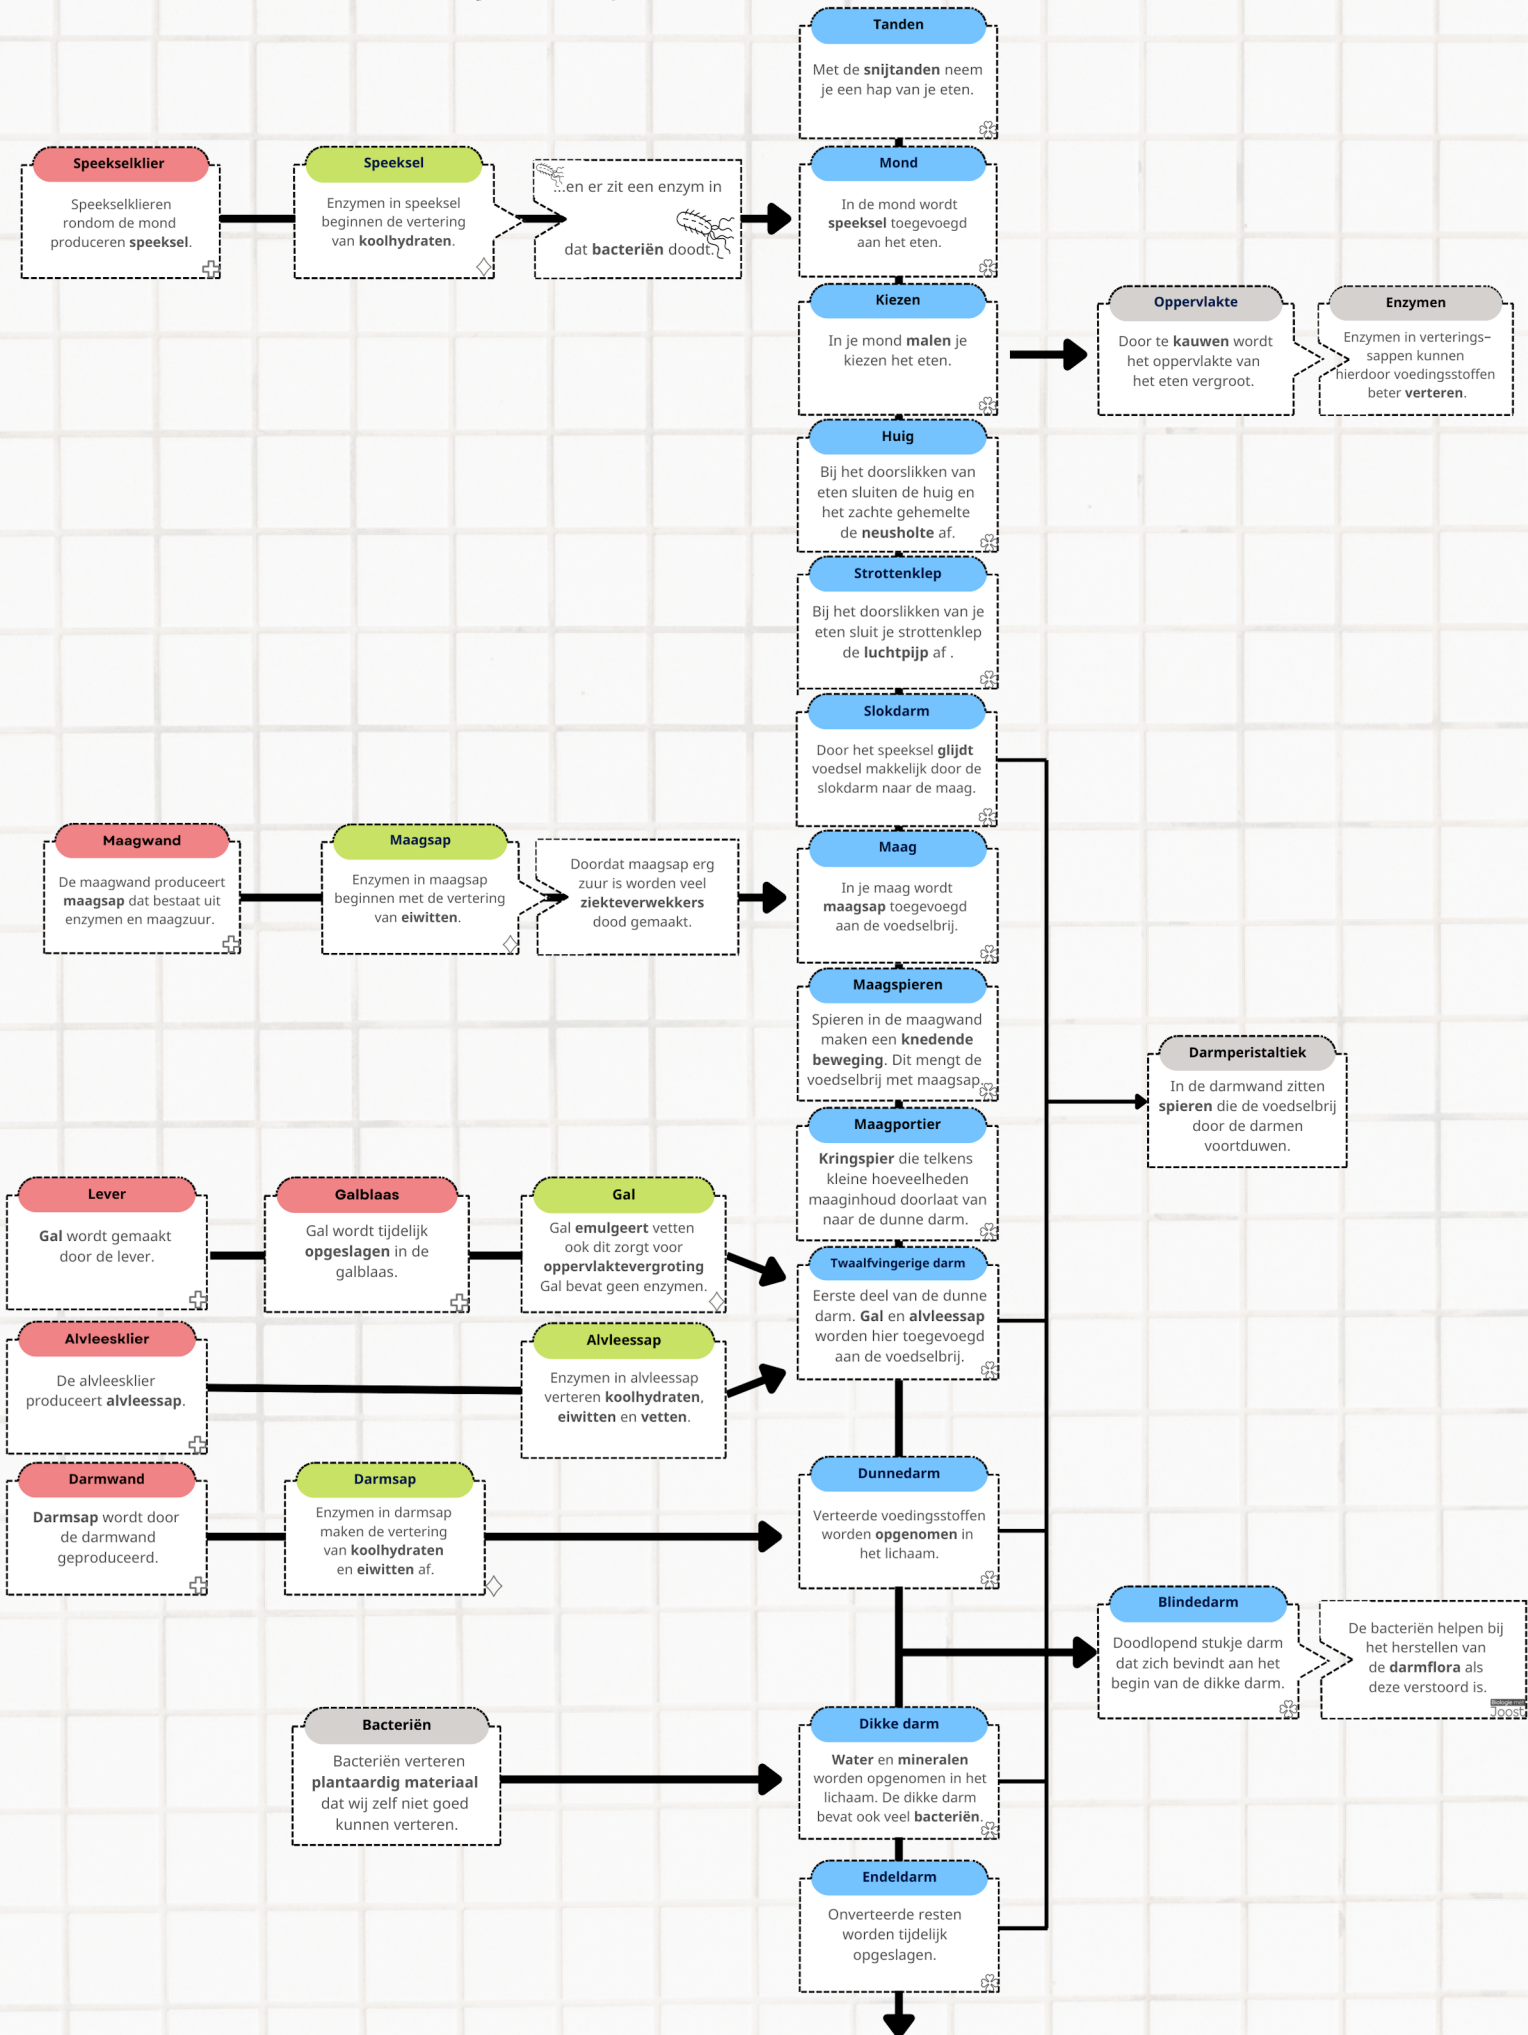 Tanden
Met de snijtanden neem
je een hap van je eten.
Speekselklier
Speekselklieren
rondom de mond
produceren speeksel.
Speeksel
Enzymen in speeksel
beginnen de vertering
van koolhydraten.
...en er zit een enzym in
dat bacteriën doodt.
Mond
In de mond wordt
speeksel toegevoegd
aan het eten.
Kiezen
In je mond malen je
kiezen het eten.
Oppervlakte
Door te kauwen wordt
het oppervlakte van
het eten vergroot.
Enzymen
Enzymen in verterings–
sappen kunnen
hierdoor voedingsstoffen
beter verteren.
Huig
Bij het doorslikken van
eten sluiten de huig en
het zachte gehemelte
de neusholte af.
Strottenklep
Bij het doorslikken van je
eten sluit je strottenklep
de luchtpijp af .
Slokdarm
Door het speeksel glijdt
voedsel makkelijk door de
slokdarm naar de maag.
Maagwand
De maagwand produceert
maagsap dat bestaat uit
enzymen en maagzuur.
Maagsap
Enzymen in maagsap
beginnen met de vertering
van eiwitten.
Doordat maagsap erg
zuur is worden veel
ziekteverwekkers
dood gemaakt.
Maag
In je maag wordt
maagsap toegevoegd
aan de voedselbrij.
Maagspieren
Spieren in de maagwand
maken een knedende
beweging. Dit mengt de
voedselbrij met maagsap.
Darmperistaltiek
In de darmwand zitten
spieren die de voedselbrij
door de darmen
voortduwen.
Maagportier
Kringspier die telkens
kleine hoeveelheden
maaginhoud doorlaat van
naar de dunne darm.
Lever
Gal wordt gemaakt
door de lever.
Galblaas
Gal wordt tijdelijk
opgeslagen in de
galblaas.
Gal
Gal emulgeert vetten
ook dit zorgt voor
oppervlaktevergroting
Gal bevat geen enzymen.
Twaalfvingerige darm
Eerste deel van de dunne
darm. Gal en alvleessap
worden hier toegevoegd
aan de voedselbrij.
Alvleesklier
De alvleesklier
produceert alvleessap.
Alvleessap
Enzymen in alvleessap
verteren koolhydraten,
eiwitten en vetten.
Darmwand
Darmsap wordt door
de darmwand
geproduceerd.
Darmsap
Enzymen in darmsap
maken de vertering
van koolhydraten
en eiwitten af.
Dunnedarm
Verteerde voedingsstoffen
worden opgenomen in
het lichaam.
Blindedarm
Doodlopend stukje darm
dat zich bevindt aan het
begin van de dikke darm.
De bacteriën helpen bij
het herstellen van
de darmflora als
deze verstoord is.
Biologie met
Joost
Bacteriën
Bacteriën verteren
plantaardig materiaal
dat wij zelf niet goed
kunnen verteren.
Dikke darm
Water en mineralen
worden opgenomen in het
lichaam. De dikke darm
bevat ook veel bacteriën.
Endeldarm
Onverteerde resten
worden tijdelijk
opgeslagen.